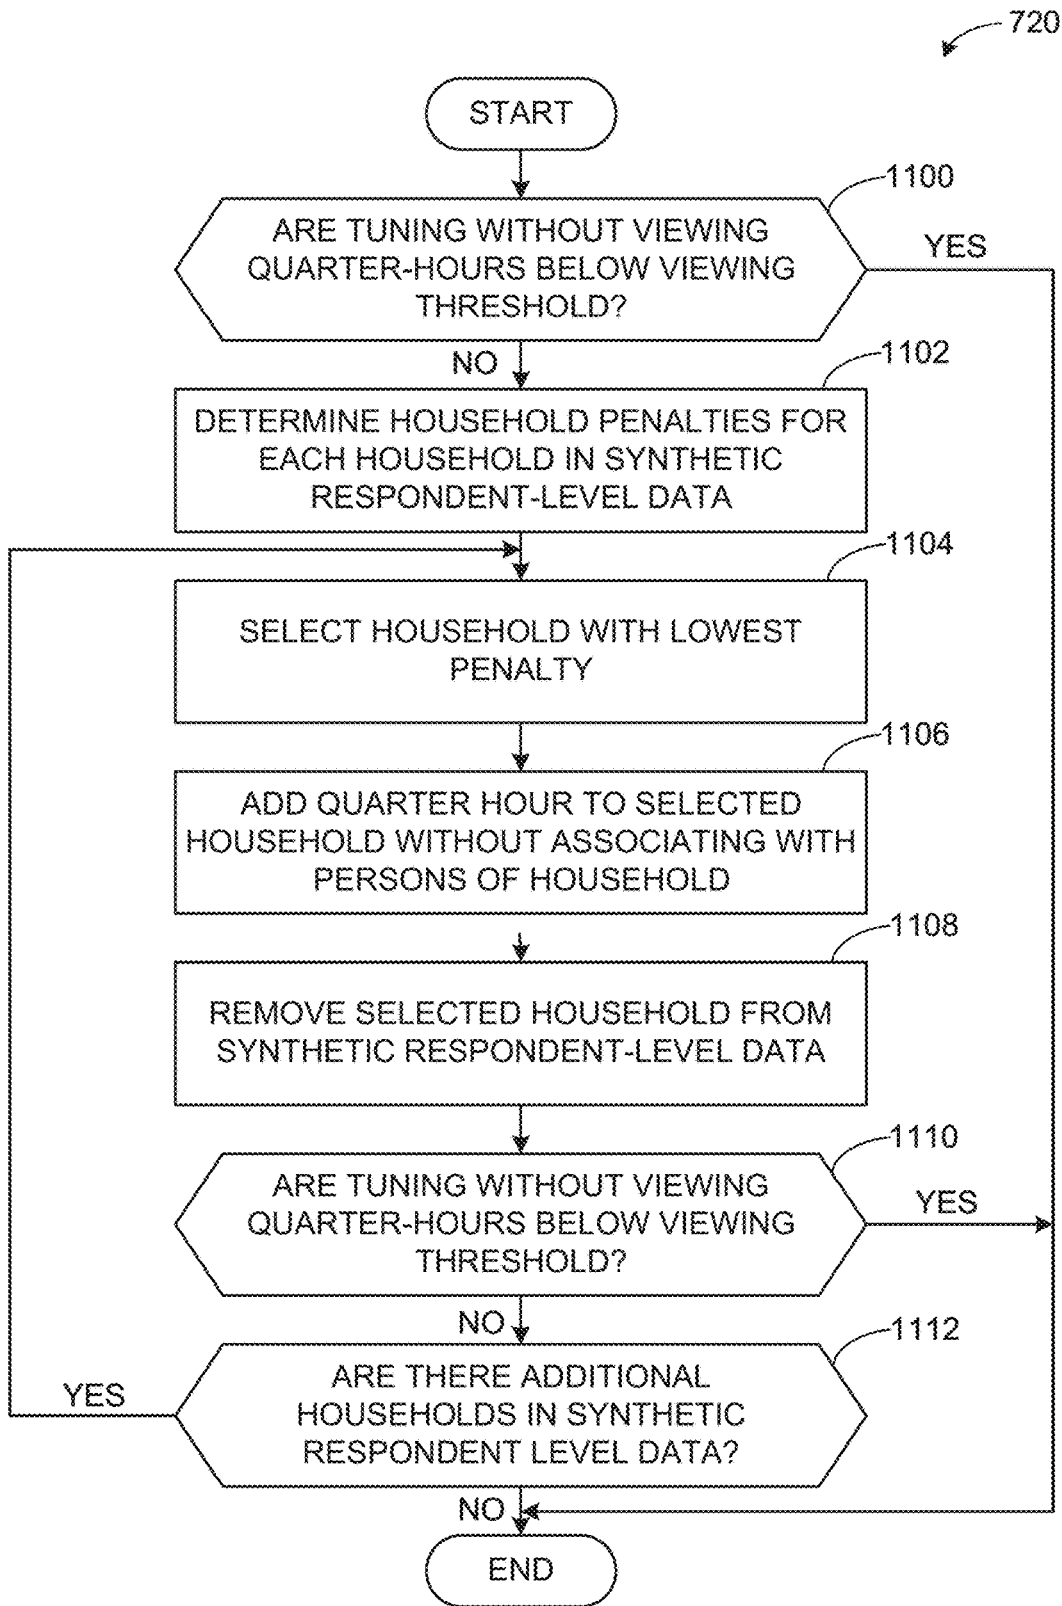 720
START
1100
ARE TUNING WITHOUT VIEWING
QUARTER-HOURS BELOW VIEWING
THRESHOLD?
YES
NO
1102
DETERMINE HOUSEHOLD PENALTIES FOR
EACH HOUSEHOLD IN SYNTHETIC
RESPONDENT-LEVEL DATA
1104
SELECT HOUSEHOLD WITH LOWEST
PENALTY
1106
ADD QUARTER HOUR TO SELECTED
HOUSEHOLD WITHOUT ASSOCIATING WITH
PERSONS OF HOUSEHOLD
1108
REMOVE SELECTED HOUSEHOLD FROM
SYNTHETIC RESPONDENT-LEVEL DATA
1110
ARE TUNING WITHOUT VIEWING
QUARTER-HOURS BELOW VIEWING
THRESHOLD?
YES
NO
1112
ARE THERE ADDITIONAL
HOUSEHOLDS IN SYNTHETIC
RESPONDENT LEVEL DATA?
YES
NO
END